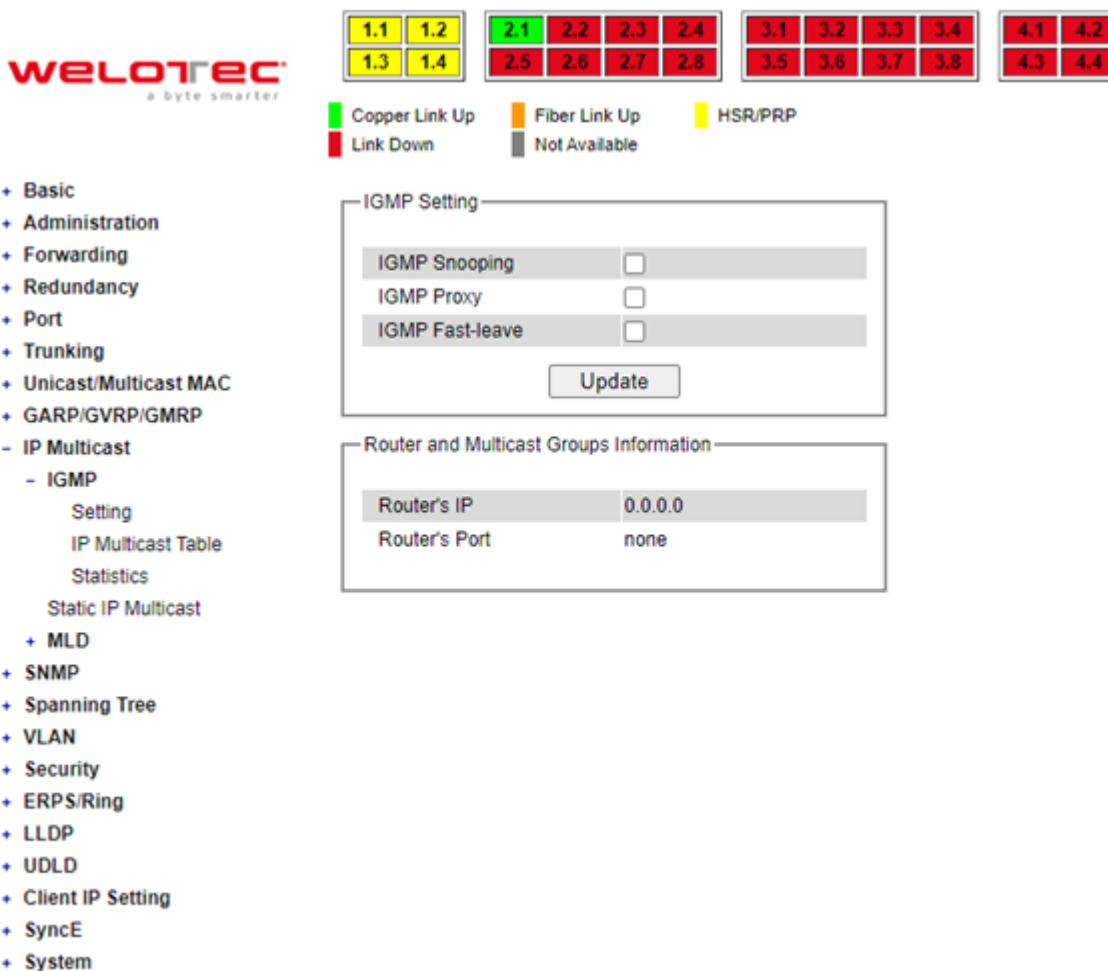 1.1 1.2 2.1 2.2 2.3 2.4 3.1 3.2 3.3 3.4 4.1 4.2
1.3 1.4 2.5 2.6 2.7 2.8 3.5 3.6 3.7 3.8 4.3 4.4
WELOTEC
a byte smarter
Copper Link Up Fiber Link Up HSR/PRP
Link Down Not Available
+ Basic
+ Administration
+ Forwarding
+ Redundancy
+ Port
+ Trunking
+ Unicast/Multicast MAC
+ GARP/GVRP/GMRP
- IP Multicast
- IGMP
Setting
IP Multicast Table
Statistics
Static IP Multicast
+ MLD
+ SNMP
+ Spanning Tree
+ VLAN
+ Security
+ ERPS/Ring
+ LLDP
+ UDLD
+ Client IP Setting
+ SyncE
+ System
IGMP Setting
IGMP Snooping
IGMP Proxy
IGMP Fast-leave
Update
Router and Multicast Groups Information
Router's IP 0.0.0.0
Router's Port none